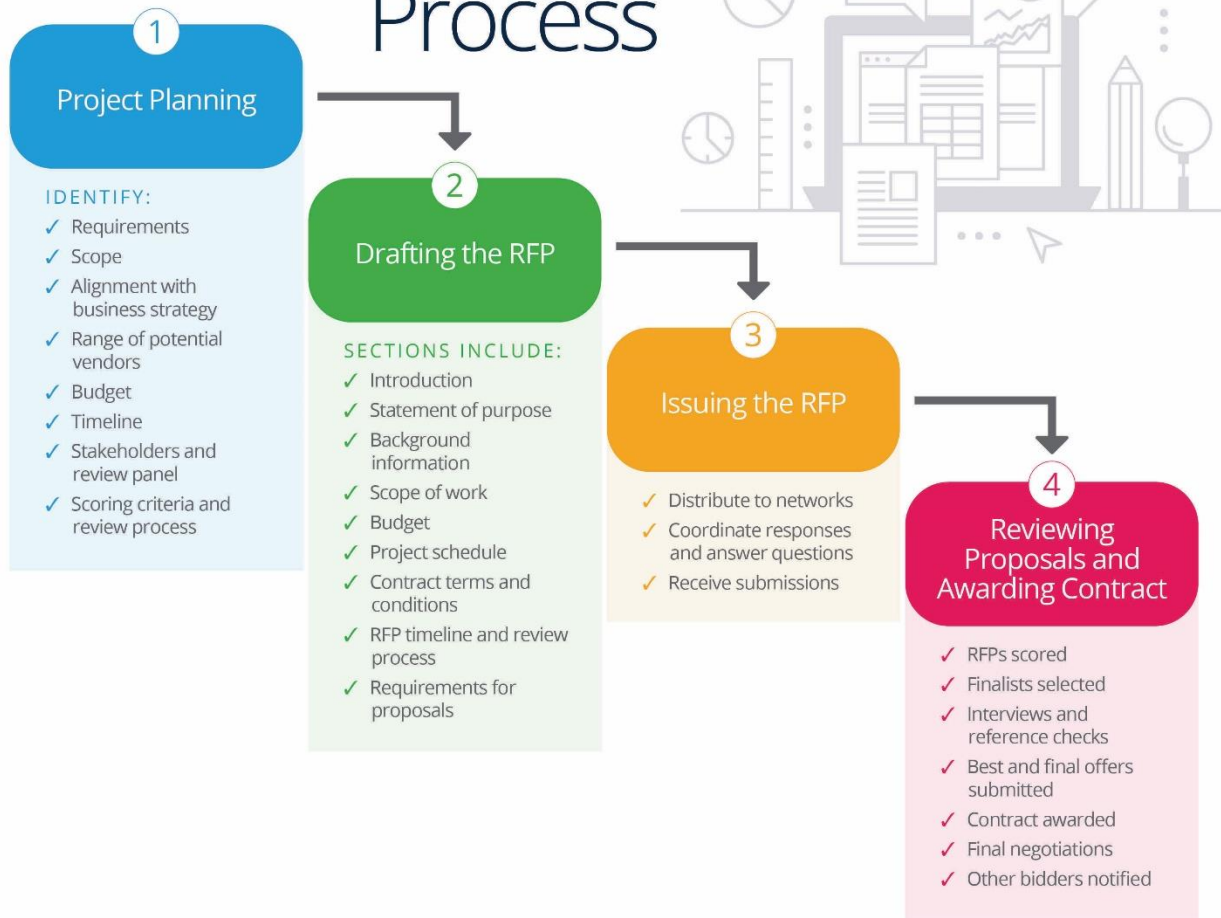 Process
1
Project Planning
IDENTIFY:
✓ Requirements
✓ Scope
✓ Alignment with
business strategy
✓ Range of potential
vendors
✓ Budget
✓ Timeline
✓ Stakeholders and
review panel
✓ Scoring criteria and
review process
2
Drafting the RFP
SECTIONS INCLUDE:
✓ Introduction
✓ Statement of purpose
✓ Background
information
✓ Scope of work
✓ Budget
✓ Project schedule
✓ Contract terms and
conditions
✓ RFP timeline and review
process
✓ Requirements for
proposals
3
Issuing the RFP
✓ Distribute to networks
✓ Coordinate responses
and answer questions
✓ Receive submissions
4
Reviewing
Proposals and
Awarding Contract
✓ RFPs scored
✓ Finalists selected
✓ Interviews and
reference checks
✓ Best and final offers
submitted
✓ Contract awarded
✓ Final negotiations
✓ Other bidders notified